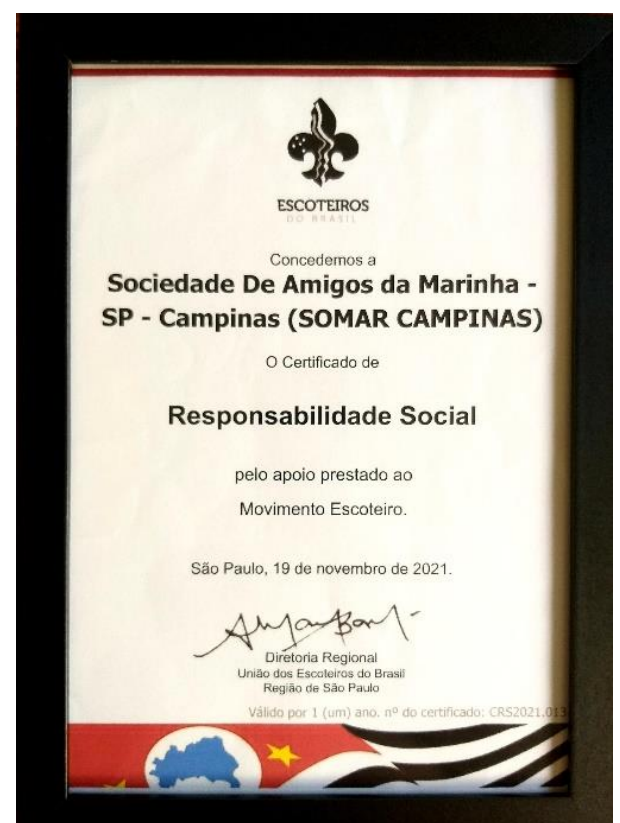 ESCOTEIROS
DO BRASIL
Concedemos a
Sociedade De Amigos da Marinha -
SP - Campinas (SOMAR CAMPINAS)
O Certificado de
Responsabilidade Social
pelo apoio prestado ao
Movimento Escoteiro.
São Paulo, 19 de novembro de 2021.
Diretoria Regional
União dos Escoteiros do Brasil
Região de São Paulo
Válido por 1 (um) ano. nº do certificado: CRS2021.013